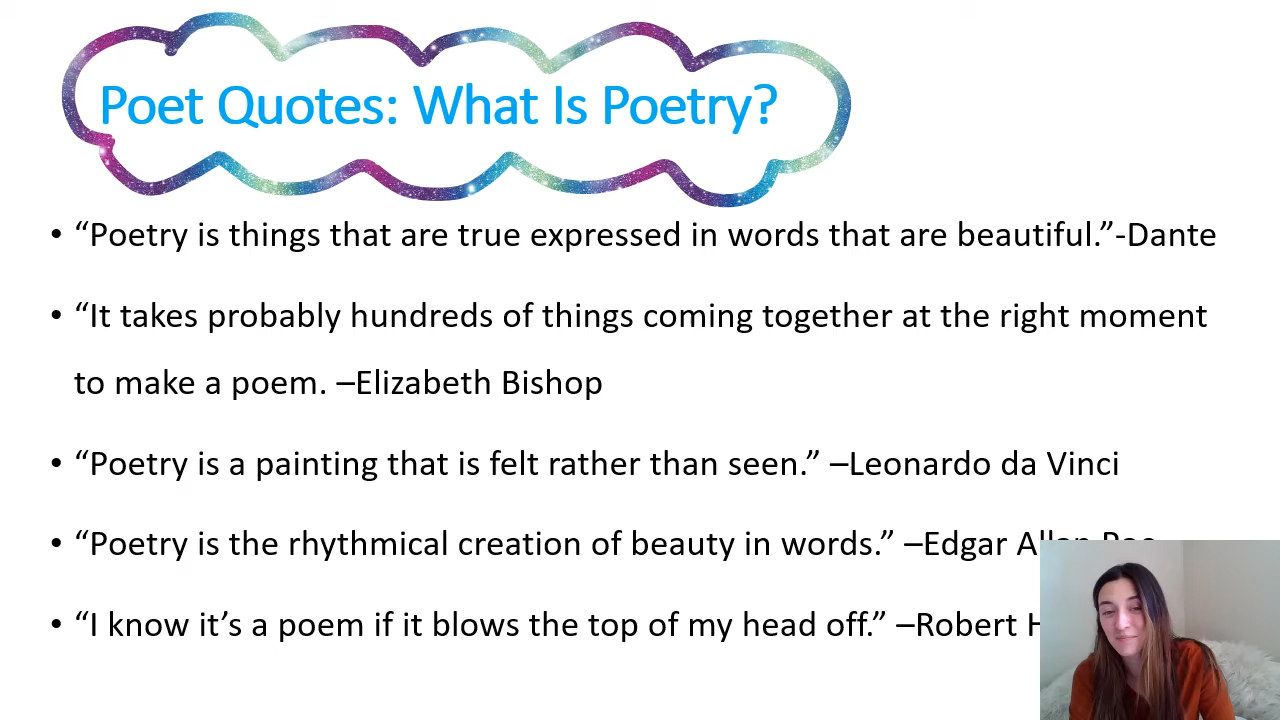 Poet Quotes: What Is Poetry?
• “Poetry is things that are true expressed in words that are beautiful.”-Dante
• “It takes probably hundreds of things coming together at the right moment
to make a poem. –Elizabeth Bishop
• “Poetry is a painting that is felt rather than seen.” –Leonardo da Vinci
• “Poetry is the rhythmical creation of beauty in words.” –Edgar Allan Poe
• “I know it’s a poem if it blows the top of my head off.” –Robert